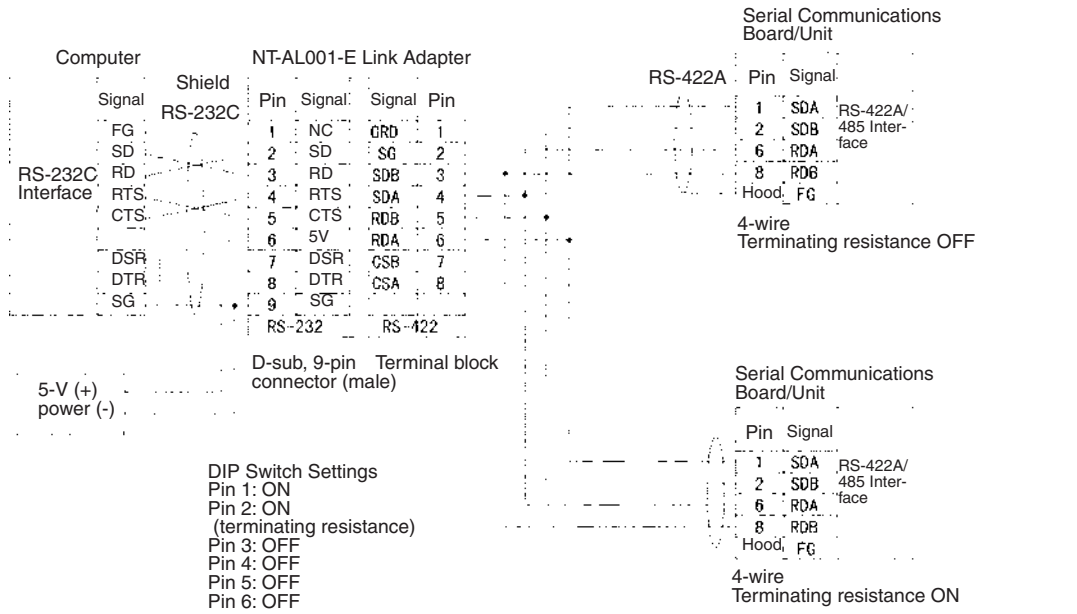 Serial Communications
Board/Unit
Computer
NT-AL001-E Link Adapter
RS-422A
Pin Signal
Shield
RS-232C
Signal
Pin Signal Signal Pin
1 SDA
2 SDB
6 RDA
8 RDB
Hood FG
RS-422A/
485 Inter-
face
RS-232C
Interface
FG
SD
RD
RTS
CTS
DSR
DTR
SG
1 NC GRD 1
2 SD SG 2
3 RD SDB 3
4 RTS SDA 4
5 CTS RDB 5
6 5V RDA 6
7 DSR CSB 7
8 DTR CSA 8
9 SG
RS-232 RS-422
4-wire
Terminating resistance OFF
D-sub, 9-pin Terminal block
connector (male)
5-V (+)
power (-)
Serial Communications
Board/Unit
Pin Signal
1 SDA
2 SDB
6 RDA
8 RDB
Hood FG
RS-422A/
485 Inter-
face
DIP Switch Settings
Pin 1: ON
Pin 2: ON
(terminating resistance)
Pin 3: OFF
Pin 4: OFF
Pin 5: OFF
Pin 6: OFF
4-wire
Terminating resistance ON